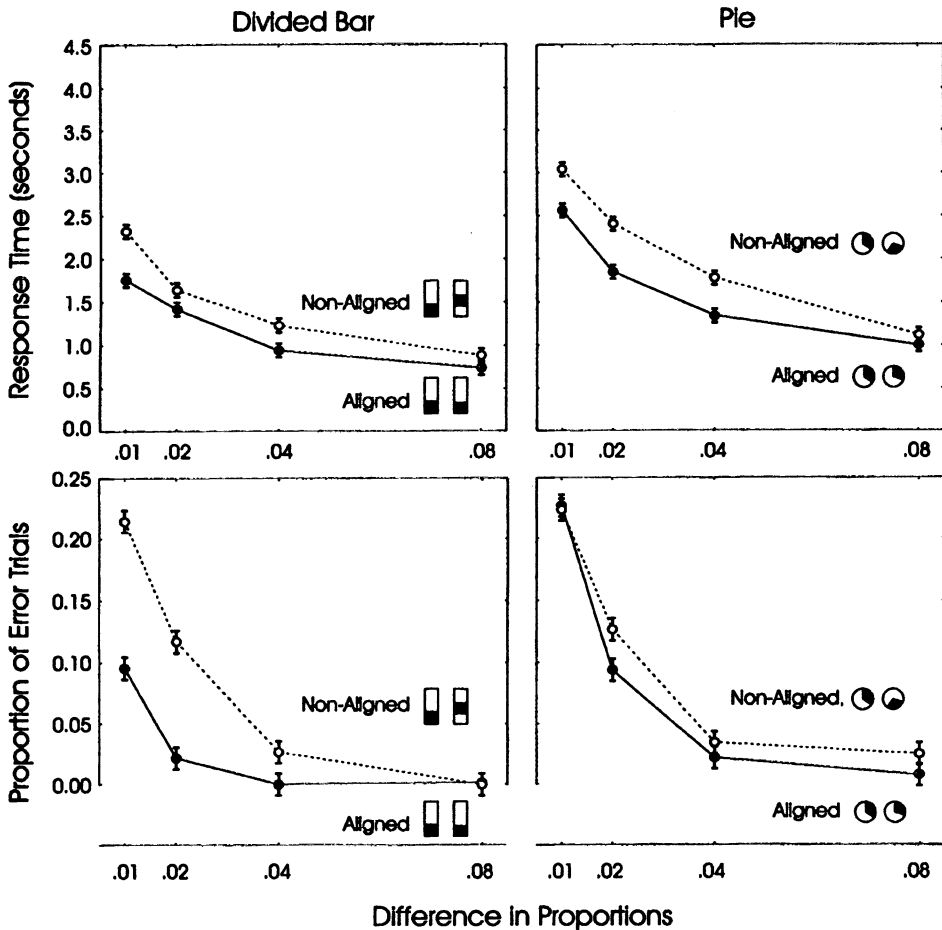 Divided Bar
Pie
Response Time (seconds)
4.5
4.0
3.5
3.0
2.5
2.0
1.5
1.0
0.5
0.0
Non-Aligned
Aligned
.01
.02
.04
.08
Non-Aligned
Aligned
.01
.02
.04
.08
Proportion of Error Trials
0.25
0.20
0.15
0.10
0.05
0.00
Non-Aligned
Aligned
.01
.02
.04
.08
Non-Aligned.
Aligned
.01
.02
.04
.08
Difference in Proportions